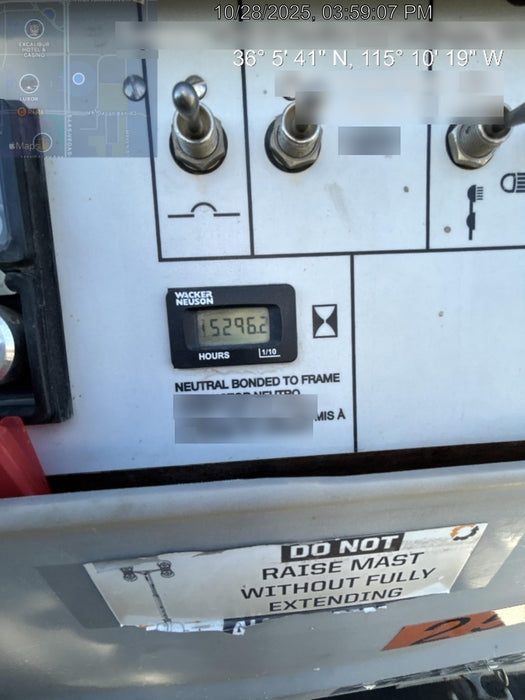 10/28/2025, 03:59:07 PM
36° 5' 41" N, 115° 10' 19" W
EXCALIBUR
HOTEL &
CASINO
LUXOR
Maps
WACKER
NEUSON
15296.2
HOURS 1/10
NEUTRAL BONDED TO FRAME
MIS À
DO NOT
RAISE MAST
WITHOUT FULLY
EXTENDING